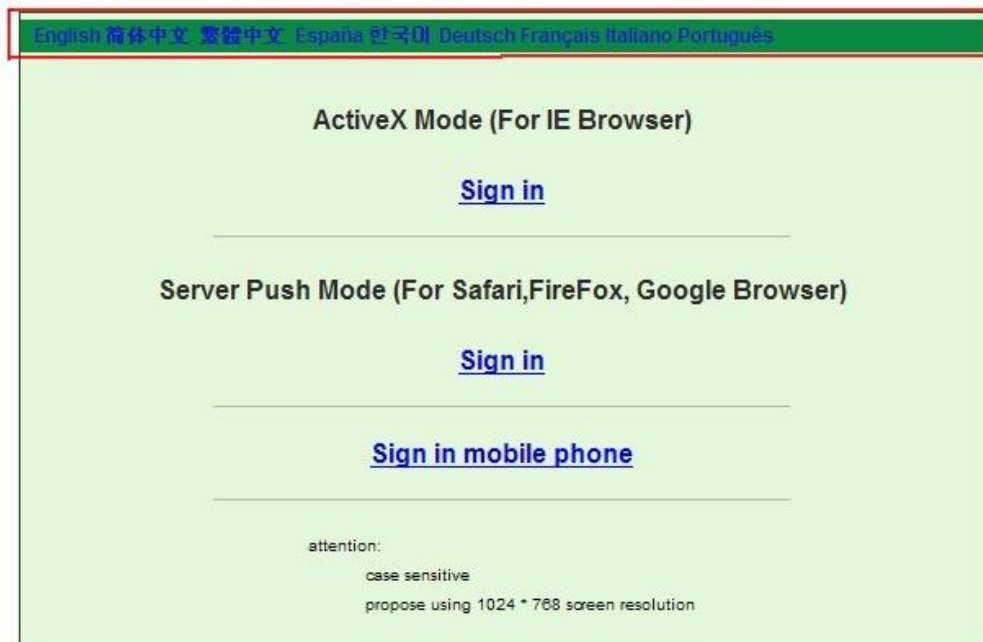 English 简体中文 繁體中文 España 한국어 Deutsch Français Italiano Português
ActiveX Mode (For IE Browser)
Sign in
Server Push Mode (For Safari,FireFox, Google Browser)
Sign in
Sign in mobile phone
attention:
case sensitive
propose using 1024 * 768 screen resolution